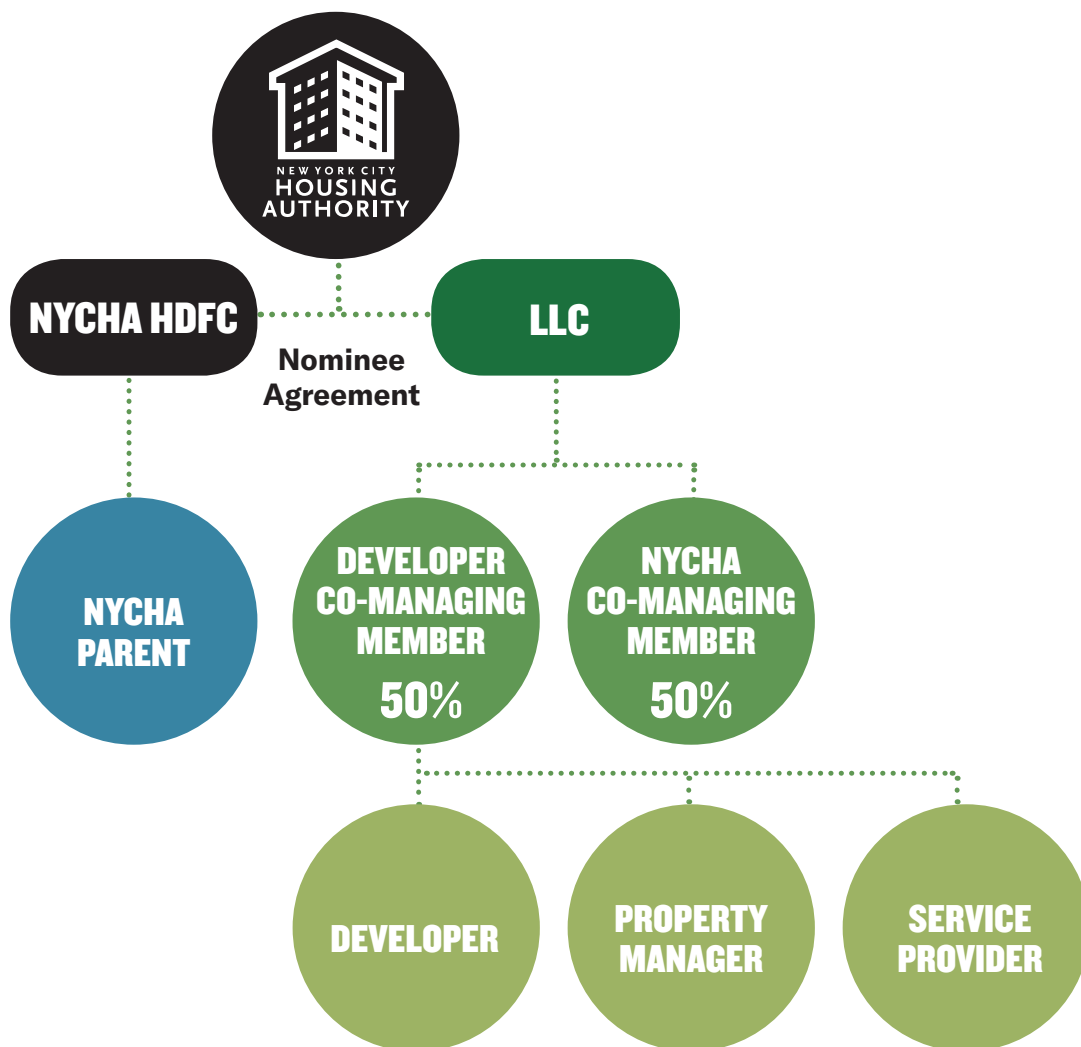 NEW YORK CITY
HOUSING
AUTHORITY
NYCHA HDFC
LLC
Nominee
Agreement
NYCHA
PARENT
DEVELOPER
CO-MANAGING
MEMBER
50%
NYCHA
CO-MANAGING
MEMBER
50%
DEVELOPER
PROPERTY
MANAGER
SERVICE
PROVIDER